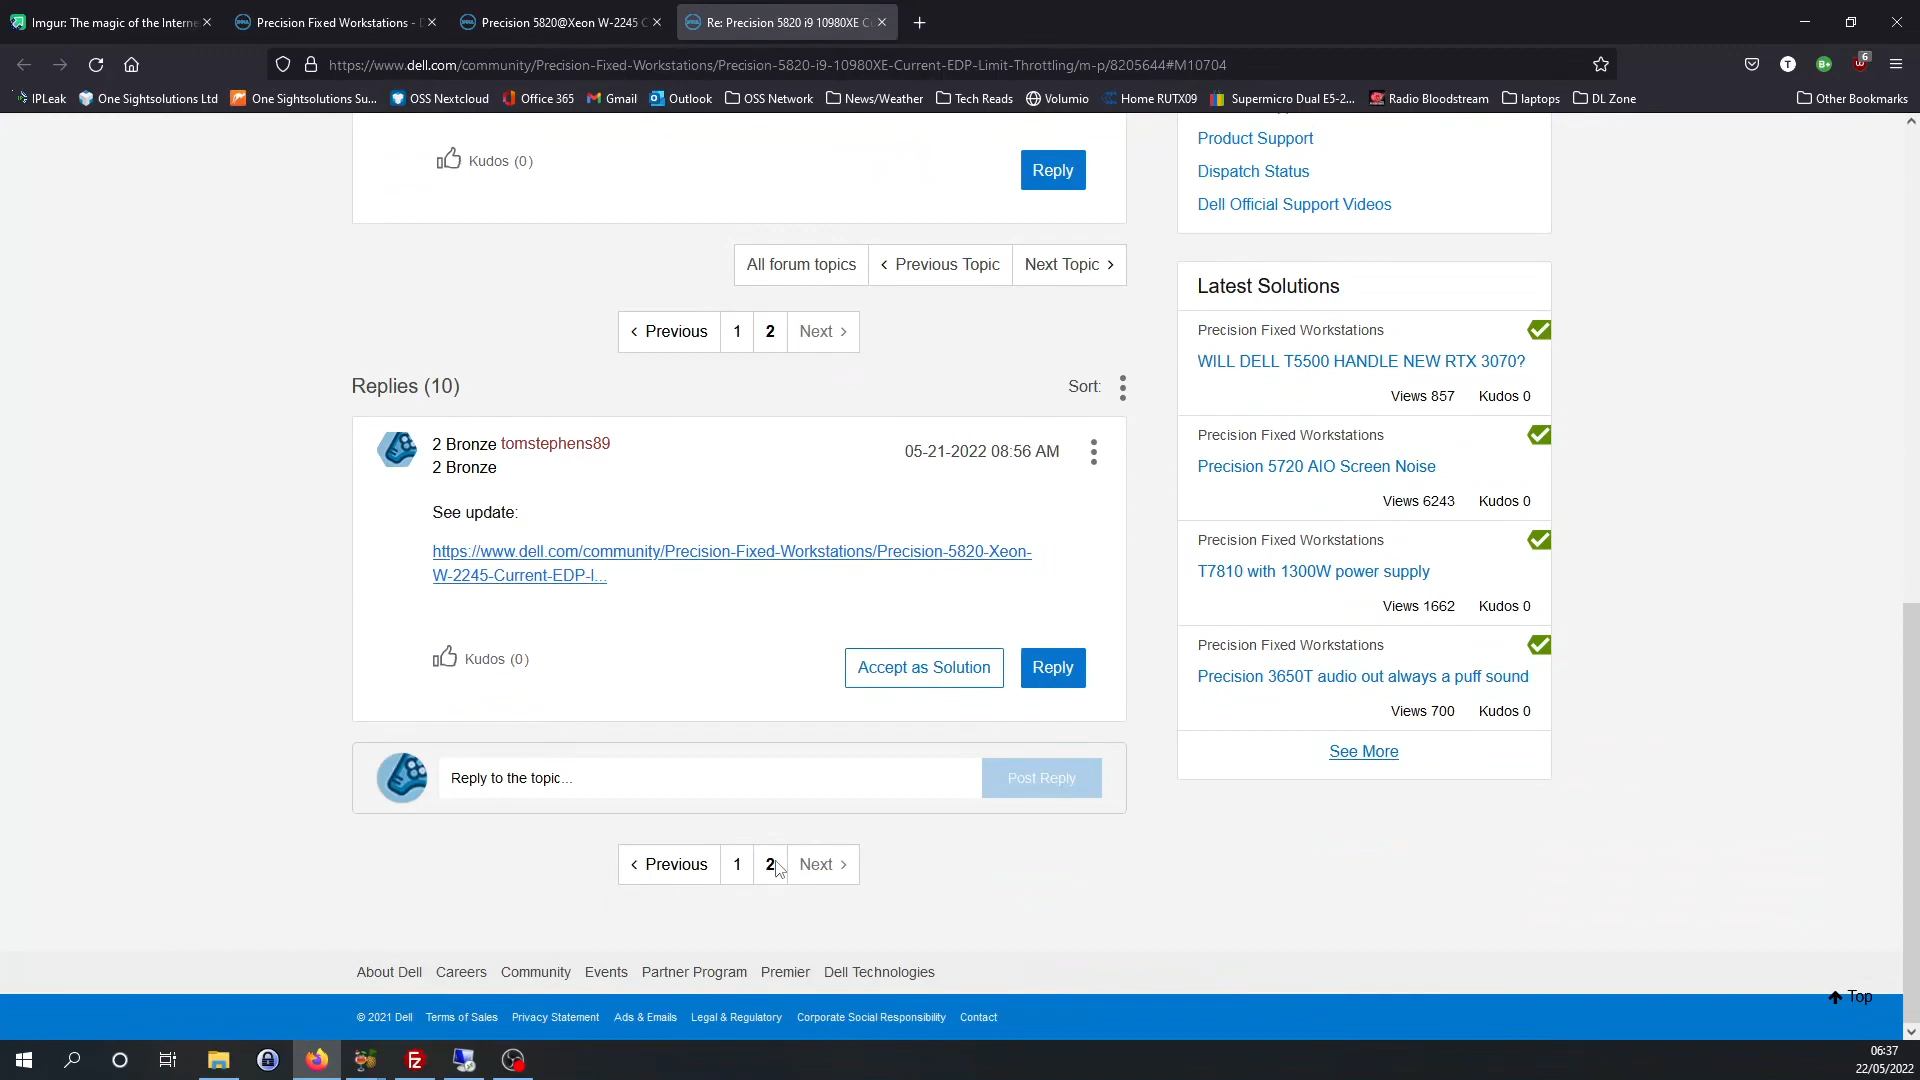 Imgur: The magic of the Interne
Precision Fixed Workstations - D
Precision 5820@Xeon W-2245 C
Re: Precision 5820 i9 10980XE Cu
https://www.dell.com/community/Precision-Fixed-Workstations/Precision-5820-i9-10980XE-Current-EDP-Limit-Throttling/m-p/8205644#M10704
T
B+
6
IPLeak
One Sightsolutions Ltd
One Sightsolutions Su...
OSS Nextcloud
Office 365
Gmail
Outlook
OSS Network
News/Weather
Tech Reads
Volumio
Home RUTX09
Supermicro Dual E5-2...
Radio Bloodstream
laptops
DL Zone
Other Bookmarks
Kudos (0)
Reply
All forum topics
‹ Previous Topic
Next Topic ›
‹ Previous
1
2
Next ›
Replies (10)
Sort:
2 Bronze tomstephens89
2 Bronze
05-21-2022 08:56 AM
See update:
https://www.dell.com/community/Precision-Fixed-Workstations/Precision-5820-Xeon-
W-2245-Current-EDP-I...
Kudos (0)
Accept as Solution
Reply
Reply to the topic...
Post Reply
‹ Previous
1
2
Next ›
Product Support
Dispatch Status
Dell Official Support Videos
Latest Solutions
Precision Fixed Workstations
WILL DELL T5500 HANDLE NEW RTX 3070?
Views 857 Kudos 0
Precision Fixed Workstations
Precision 5720 AIO Screen Noise
Views 6243 Kudos 0
Precision Fixed Workstations
T7810 with 1300W power supply
Views 1662 Kudos 0
Precision Fixed Workstations
Precision 3650T audio out always a puff sound
Views 700 Kudos 0
See More
About Dell
Careers
Community
Events
Partner Program
Premier
Dell Technologies
Top
© 2021 Dell
Terms of Sales
Privacy Statement
Ads & Emails
Legal & Regulatory
Corporate Social Responsibility
Contact
Fz
06:37
22/05/2022